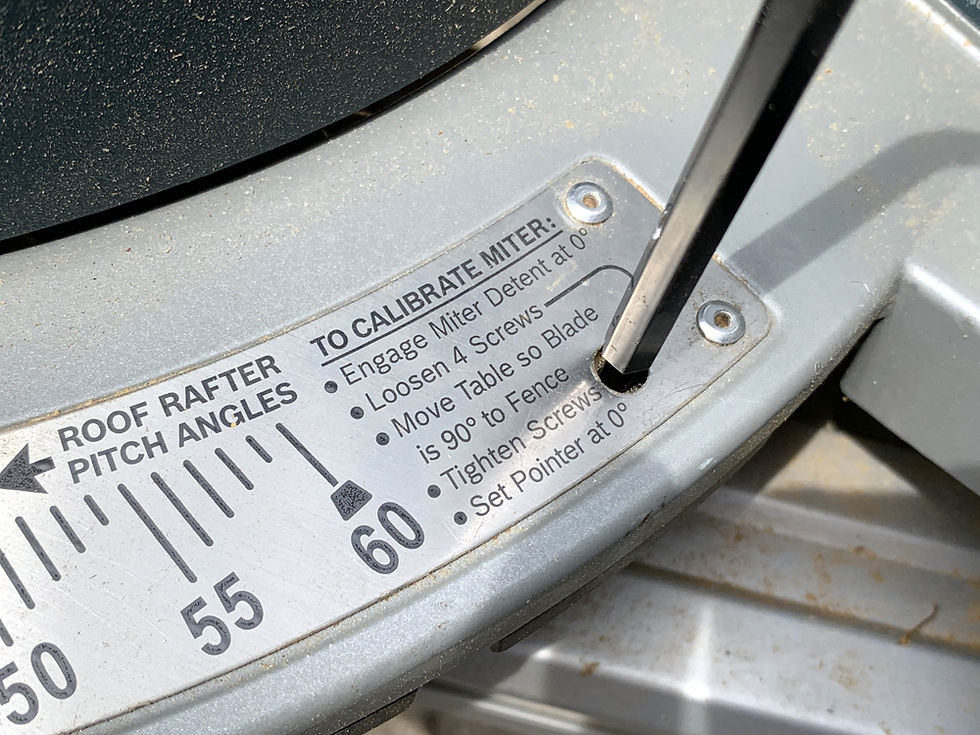 ROOF RAFTER
PITCH ANGLES
50
55
60
TO CALIBRATE MITER:
• Engage Miter Detent at 0°
• Loosen 4 Screws
• Move Table so Blade
is 90° to Fence
• Tighten Screws
• Set Pointer at 0°